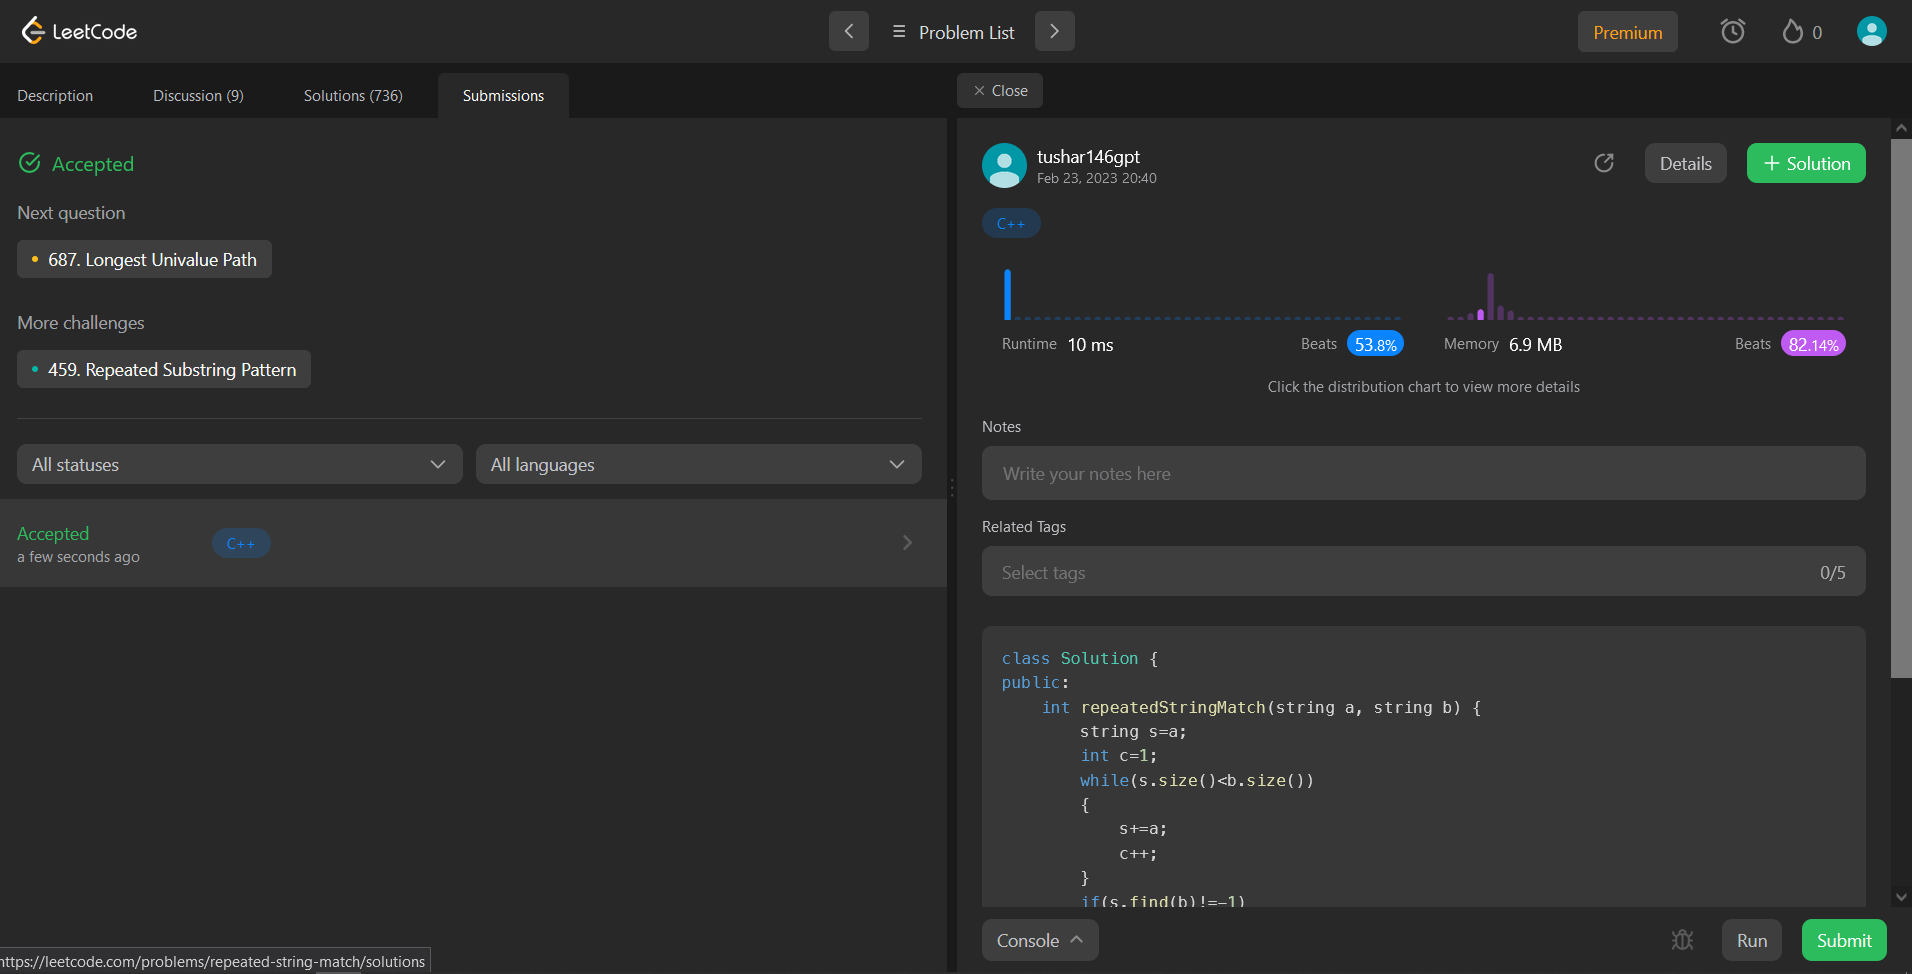 LeetCode
Problem List
Premium
0
Description
Discussion (9)
Solutions (736)
Submissions
Close
Accepted
Next question
687. Longest Univalue Path
More challenges
459. Repeated Substring Pattern
All statuses
All languages
Accepted
a few seconds ago
C++
tushar146gpt
Feb 23, 2023 20:40
Details
+ Solution
C++
Runtime 10 ms
Beats 53.8%
Memory 6.9 MB
Beats 82.14%
Click the distribution chart to view more details
Notes
Write your notes here
Related Tags
Select tags
0/5
class Solution {
public:
    int repeatedStringMatch(string a, string b) {
        string s=a;
        int c=1;
        while(s.size()<b.size())
        {
            s+=a;
            c++;
        }
        if(s.find(b)!=-1)
Console
Run
Submit
https://leetcode.com/problems/repeated-string-match/solutions